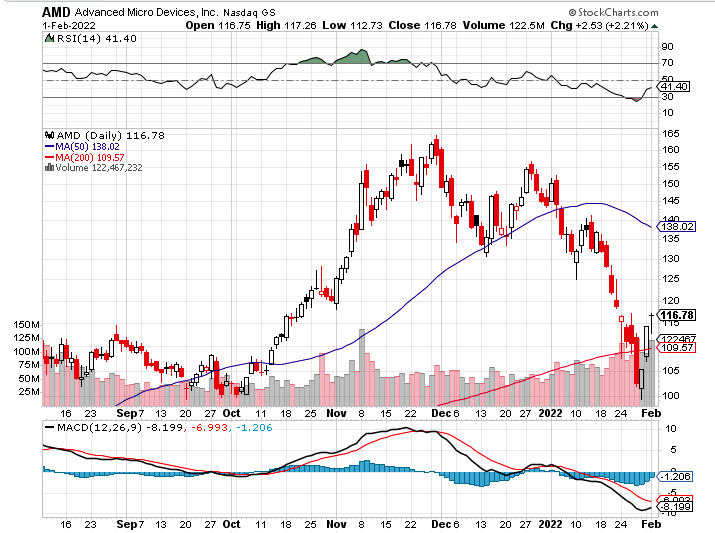 AMD Advanced Micro Devices, Inc. Nasdaq GS © StockCharts.com
1-Feb-2022 Open 116.75 High 117.26 Low 112.73 Close 116.78 Volume 122.5M Chg +2.53 (+2.21%)
RSI(14) 41.40
90
70
50
41.40
30
10
AMD (Daily) 116.78
MA(50) 138.02
MA(200) 109.57
Volume 122,467,232
165
160
155
150
145
140
138.02
135
130
125
120
116.78
115
109.57
105
100
150M
125M
100M
75M
50M
25M
16 23 Sep 7 13 20 27 Oct 11 18 25 Nov 8 15 22 Dec 6 13 20 27 2022 10 18 24 Feb
MACD(12,26,9) -8.199, -6.993, -1.206
10
5
-1.206
-5
-6.993
-8.199
16 23 Sep 7 13 20 27 Oct 11 18 25 Nov 8 15 22 Dec 6 13 20 27 2022 10 18 24 Feb